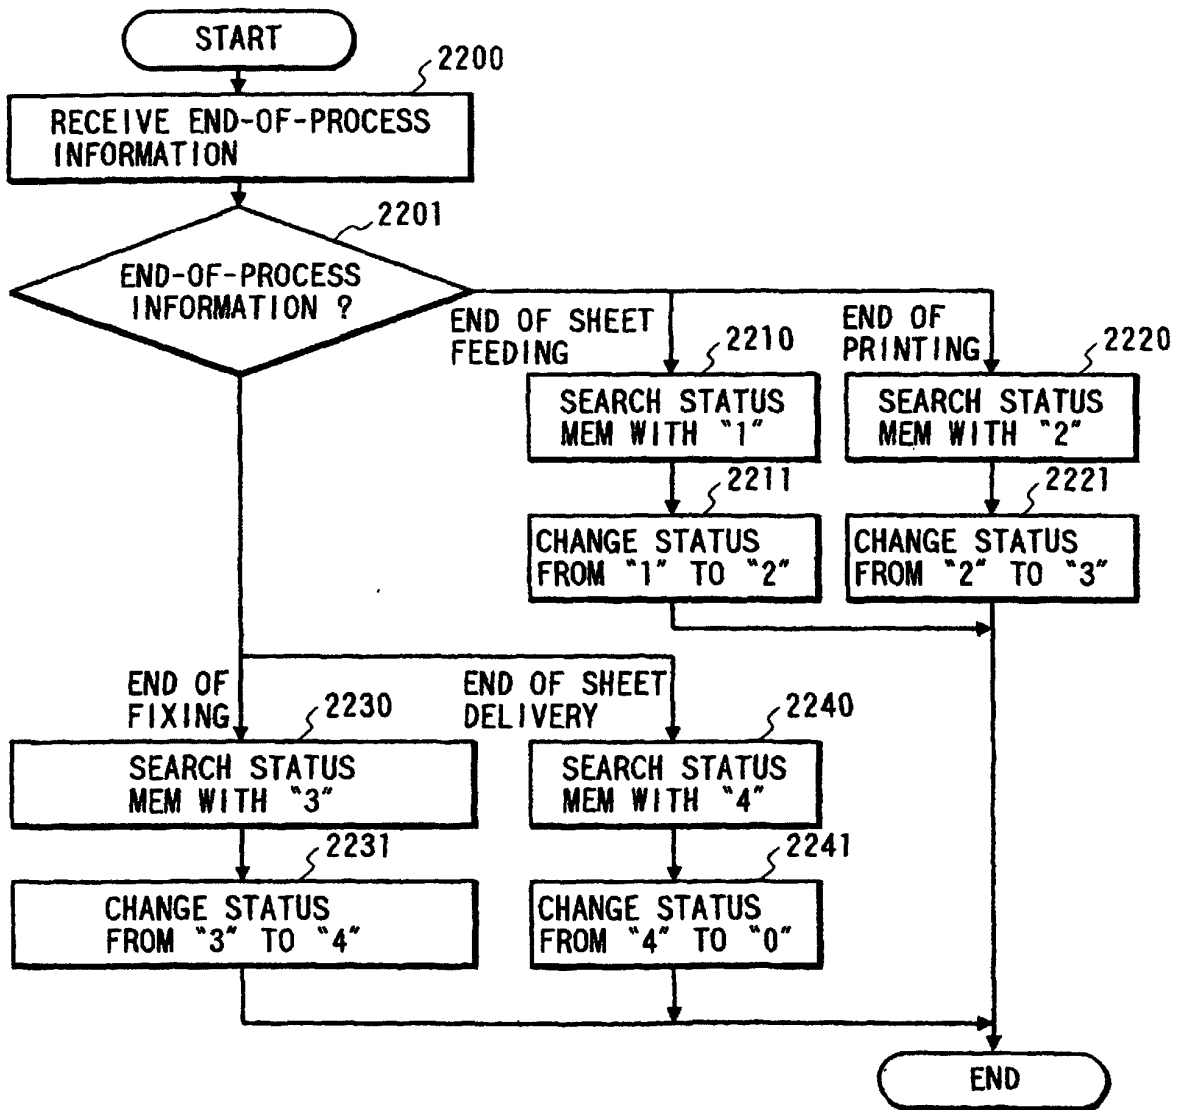 START
2200
RECEIVE END-OF-PROCESS
INFORMATION
2201
END-OF-PROCESS
INFORMATION ?
END OF SHEET
FEEDING
END OF
PRINTING
2210
SEARCH STATUS
MEM WITH “1”
2220
SEARCH STATUS
MEM WITH “2”
2211
CHANGE STATUS
FROM “1” TO “2”
2221
CHANGE STATUS
FROM “2” TO “3”
END OF
FIXING
END OF SHEET
DELIVERY
2230
SEARCH STATUS
MEM WITH “3”
2240
SEARCH STATUS
MEM WITH “4”
2231
CHANGE STATUS
FROM “3” TO “4”
2241
CHANGE STATUS
FROM “4” TO “0”
END